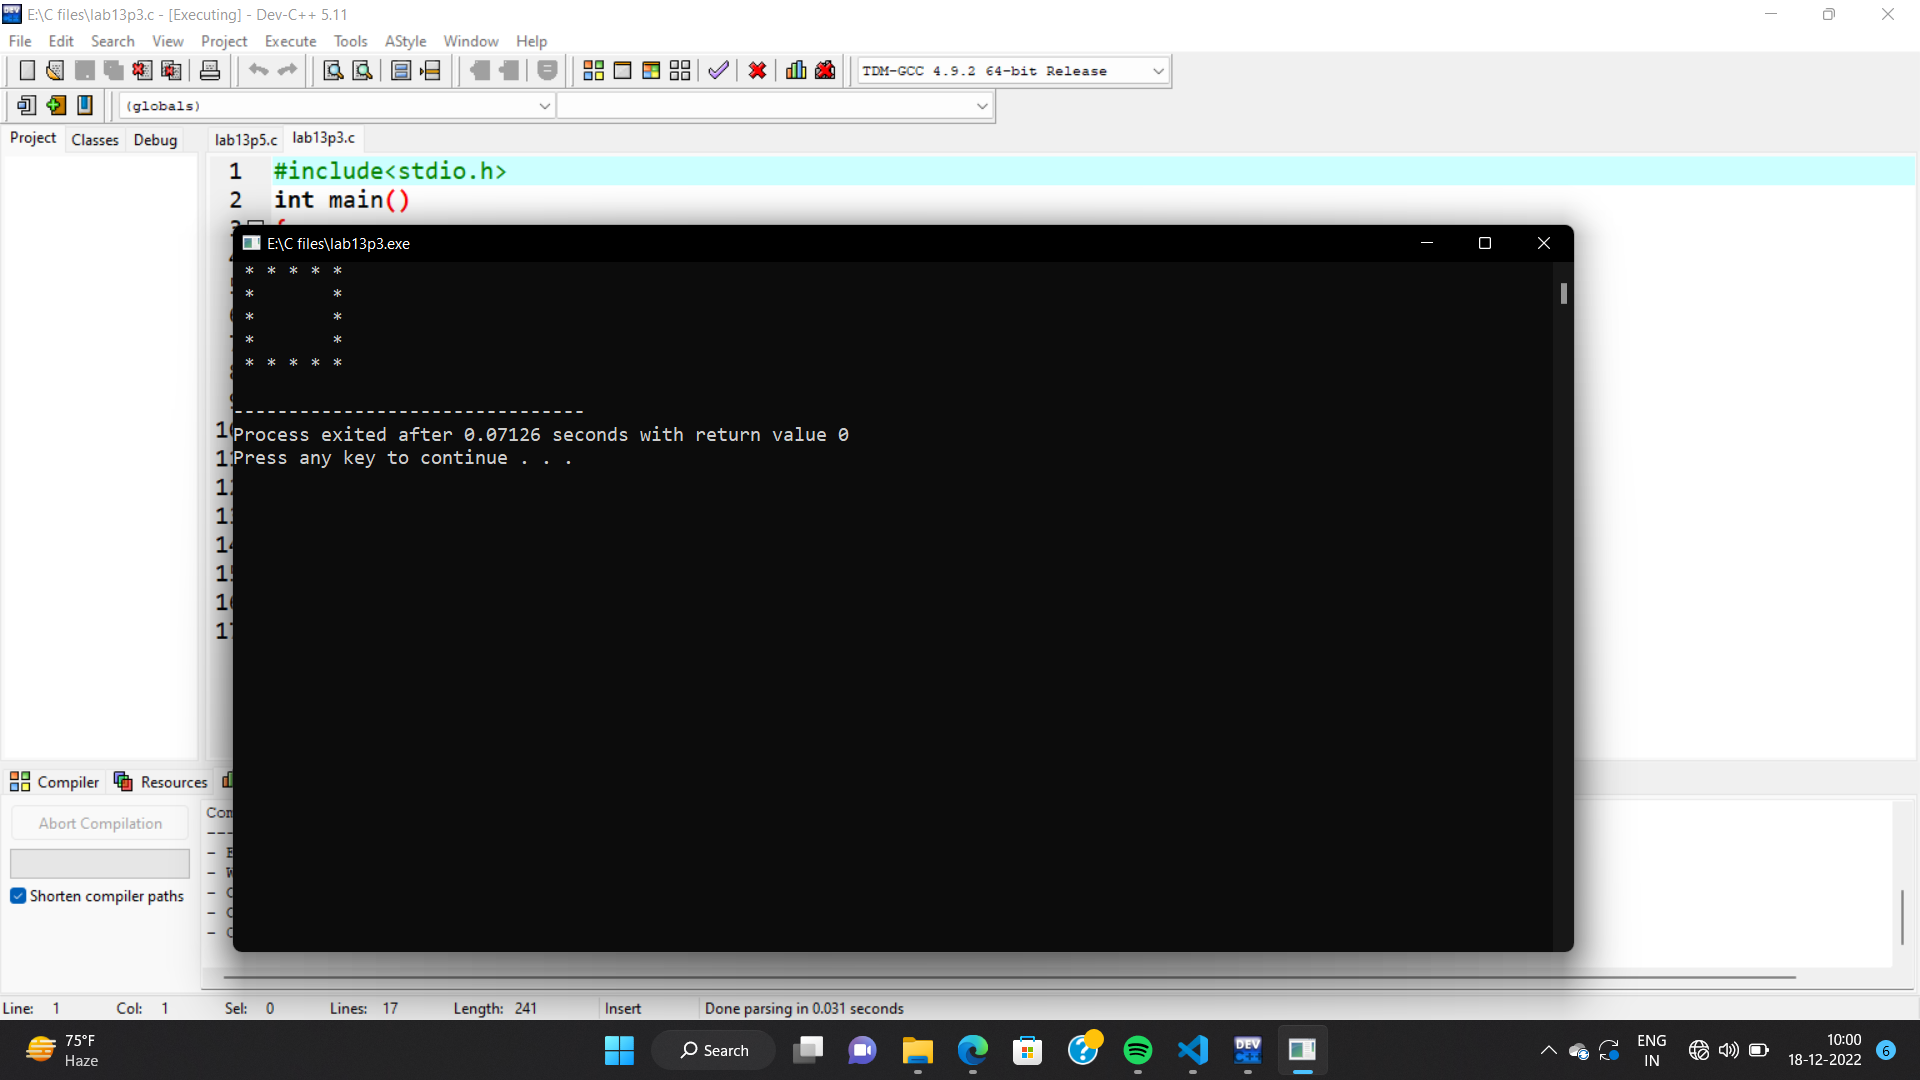 E:\C files\lab13p3.c - [Executing] - Dev-C++ 5.11
File Edit Search View Project Execute Tools AStyle Window Help
TDM-GCC 4.9.2 64-bit Release
(globals)
Project Classes Debug lab13p5.c lab13p3.c
1 #include<stdio.h>
2 int main()
E:\C files\lab13p3.exe
* * * * *
*       *
*       *
*       *
* * * * *
--------------------------------
Process exited after 0.07126 seconds with return value 0
Press any key to continue . . .
Compiler Resources
Abort Compilation
Shorten compiler paths
Line: 1 Col: 1 Sel: 0 Lines: 17 Length: 241 Insert Done parsing in 0.031 seconds
75°F
Haze
Search
DEV
C++
ENG
IN
10:00
18-12-2022
6